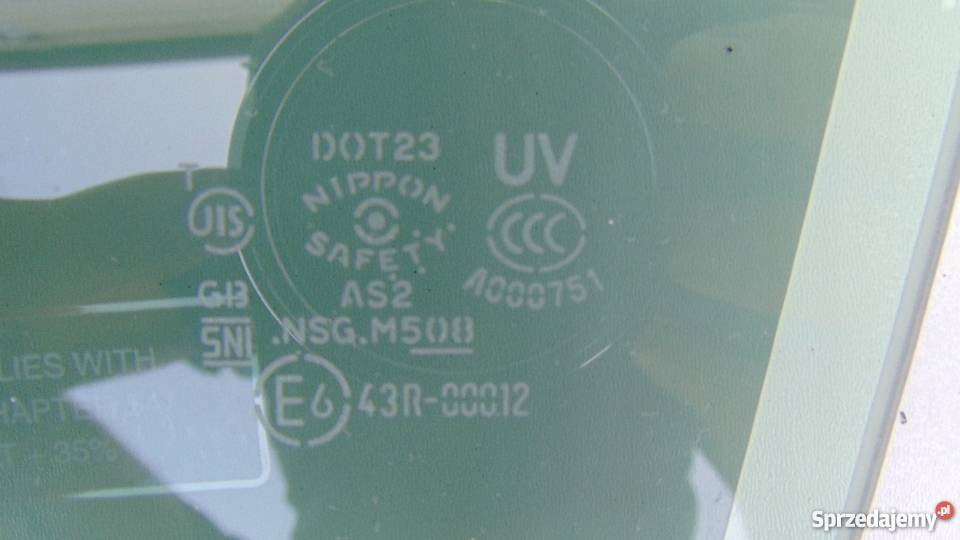 DOT23
UV
NIPPON
SAFETY
T
JIS
CCC
A000751
GB
AS2
SNI
.NSG.M508
E6
43R-00012
LIES WITH
T + 35%
Sprzedajemy.pl